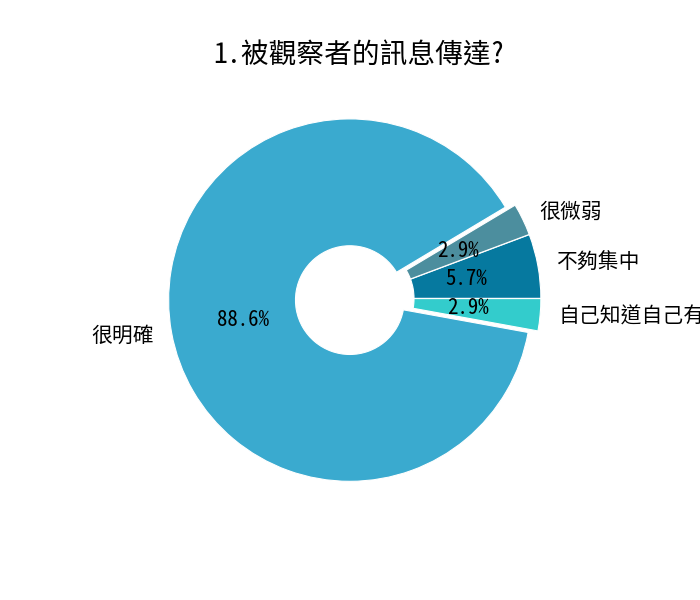 1.被觀察者的訊息傳達?
很微弱
2.9%
不夠集中
5.7%
2.9%
自己知道自己有
88.6%
很明確